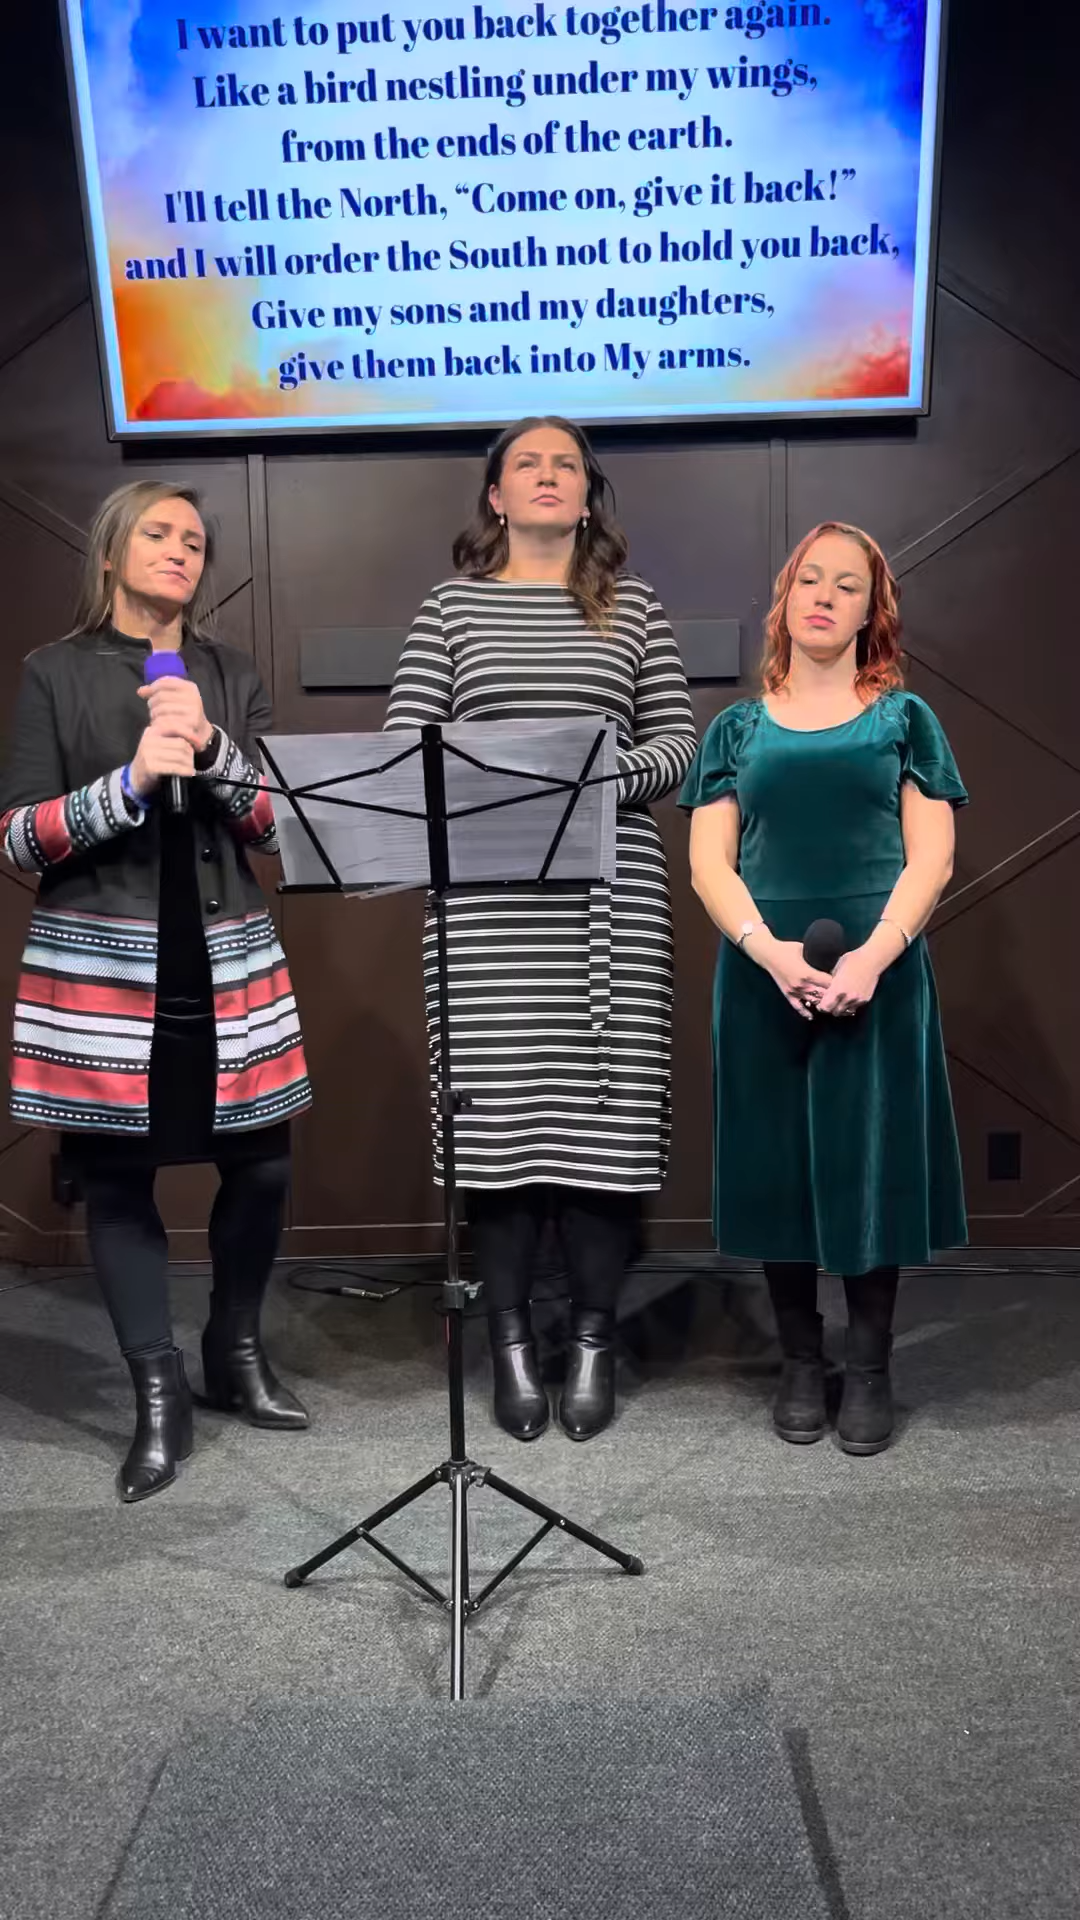 I want to put you back together again.
Like a bird nestling under my wings,
from the ends of the earth.
I'll tell the North, “Come on, give it back!”
and I will order the South not to hold you back,
Give my sons and my daughters,
give them back into My arms.